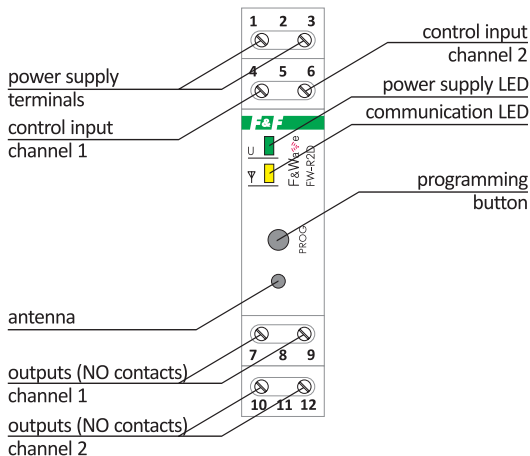 1 2 3
control input
channel 2
power supply
terminals
4 5 6
power supply LED
control input
channel 1
communication LED
F&F
U
F&Wave
FW-R2D
programming
button
PROG
antenna
7 8 9
outputs (NO contacts)
channel 1
10 11 12
outputs (NO contacts)
channel 2